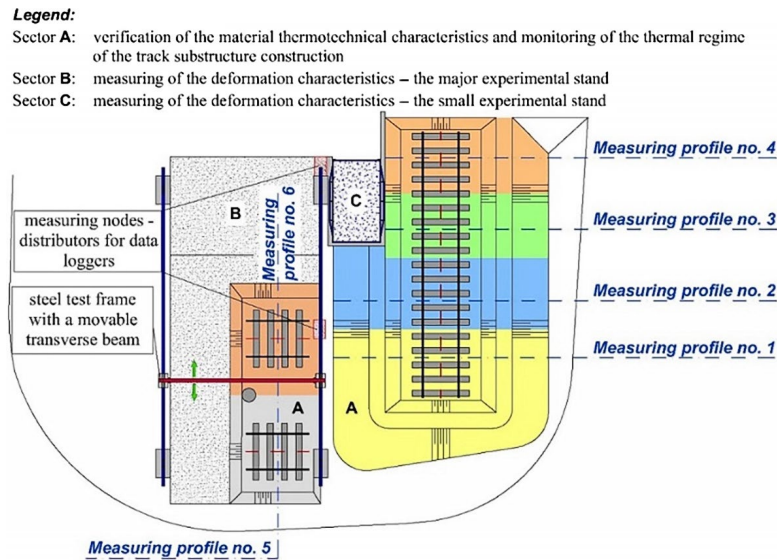 Legend:
Sector A: verification of the material thermotechnical characteristics and monitoring of the thermal regime
of the track substructure construction
Sector B: measuring of the deformation characteristics – the major experimental stand
Sector C: measuring of the deformation characteristics – the small experimental stand
Measuring profile no. 4
B
C
Measuring
profile no. 6
measuring nodes -
distributors for data
loggers
Measuring profile no. 3
steel test frame
with a movable
transverse beam
Measuring profile no. 2
Measuring profile no. 1
A
A
Measuring profile no. 5